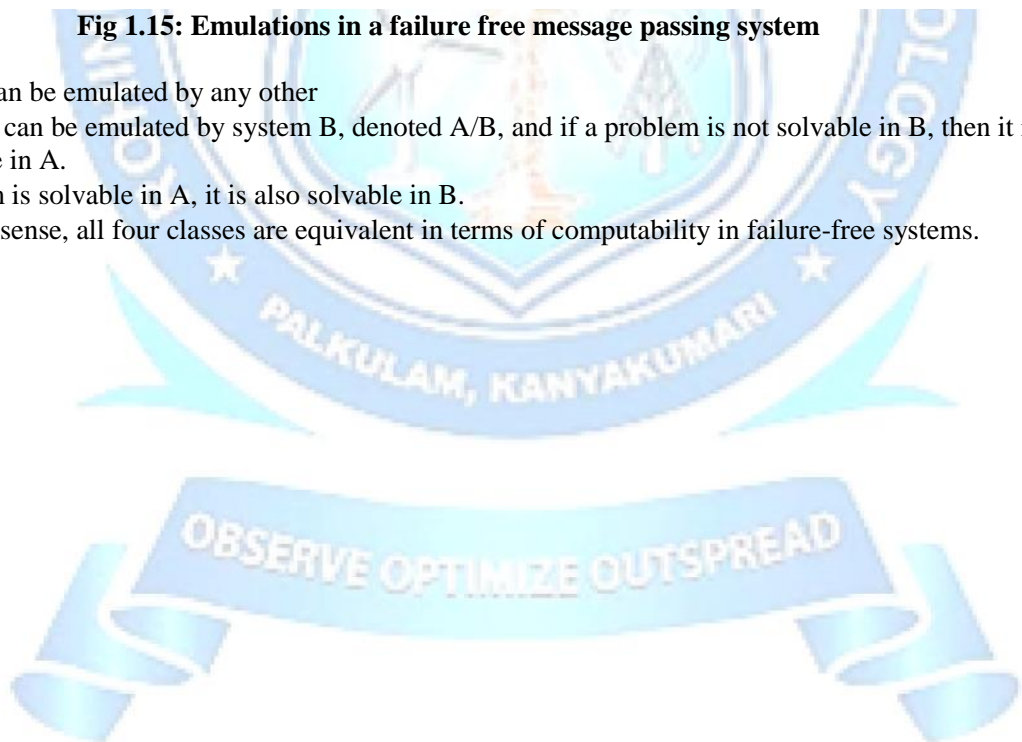 Fig 1.15: Emulations in a failure free message passing system
an be emulated by any other
can be emulated by system B, denoted A/B, and if a problem is not solvable in B, then it
e in A.
n is solvable in A, it is also solvable in B.
sense, all four classes are equivalent in terms of computability in failure-free systems.
PALKULAM, KANYAKUMARI
OBSERVE OPTIMIZE OUTSPREAD